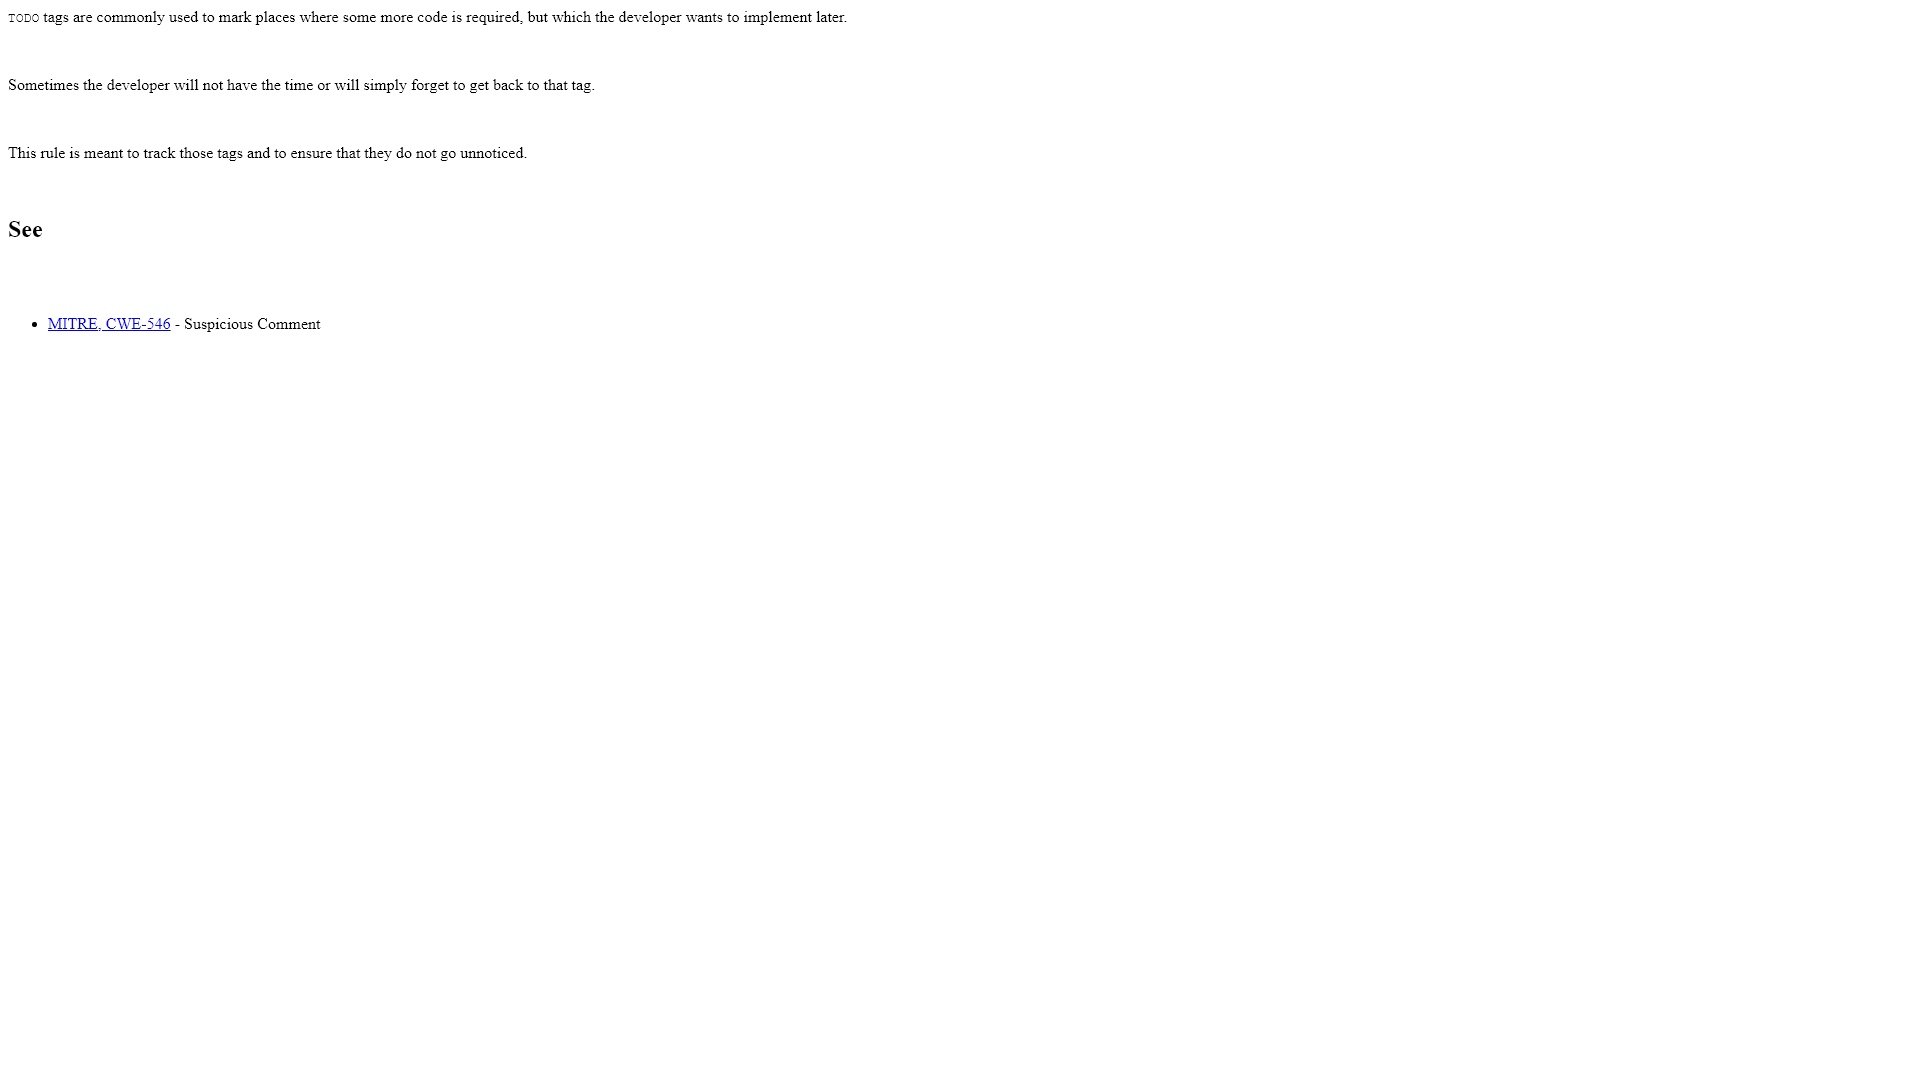 TODO tags are commonly used to mark places where some more code is required, but which the developer wants to implement later.
Sometimes the developer will not have the time or will simply forget to get back to that tag.
This rule is meant to track those tags and to ensure that they do not go unnoticed.
See
• MITRE, CWE-546 - Suspicious Comment